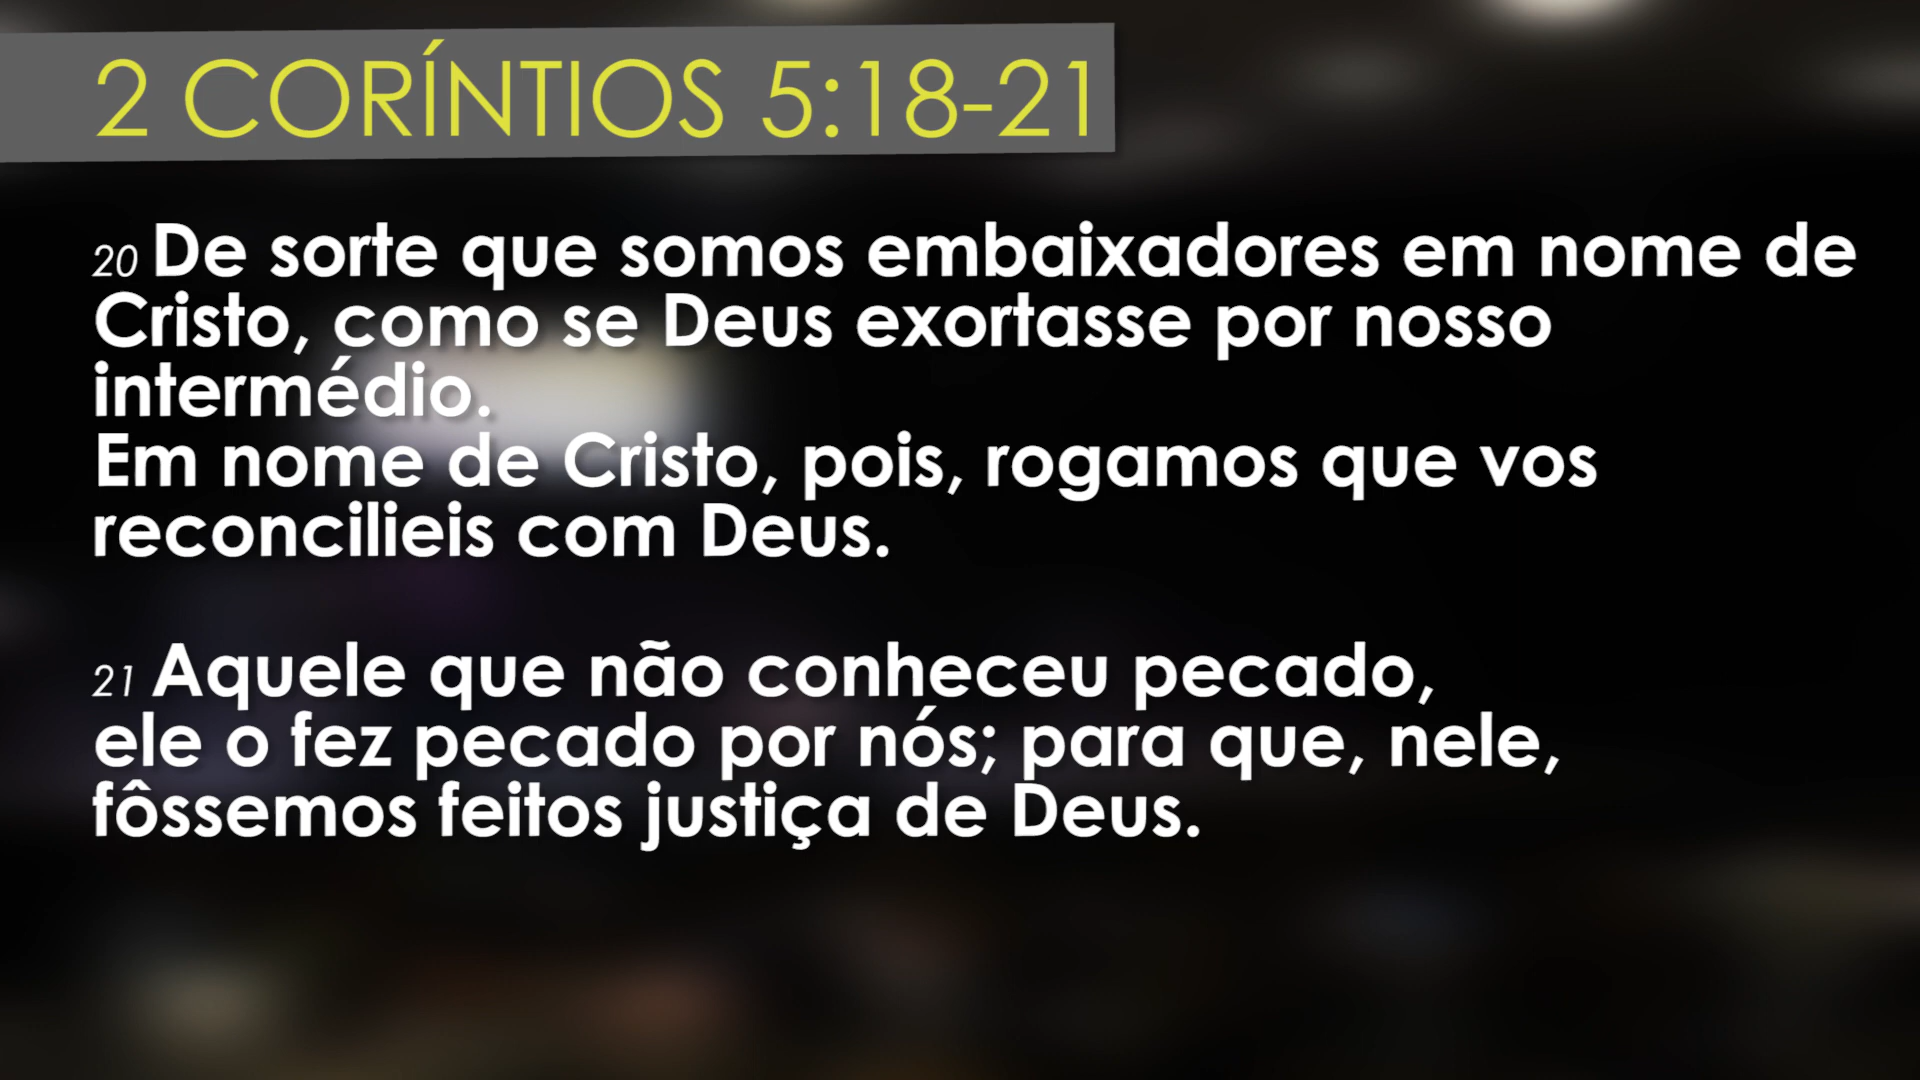 2 CORÍNTIOS 5:18-21
20 De sorte que somos embaixadores em nome de
Cristo, como se Deus exortasse por nosso
intermédio.
Em nome de Cristo, pois, rogamos que vos
reconcilieis com Deus.
21 Aquele que não conheceu pecado,
ele o fez pecado por nós; para que, nele,
fôssemos feitos justiça de Deus.